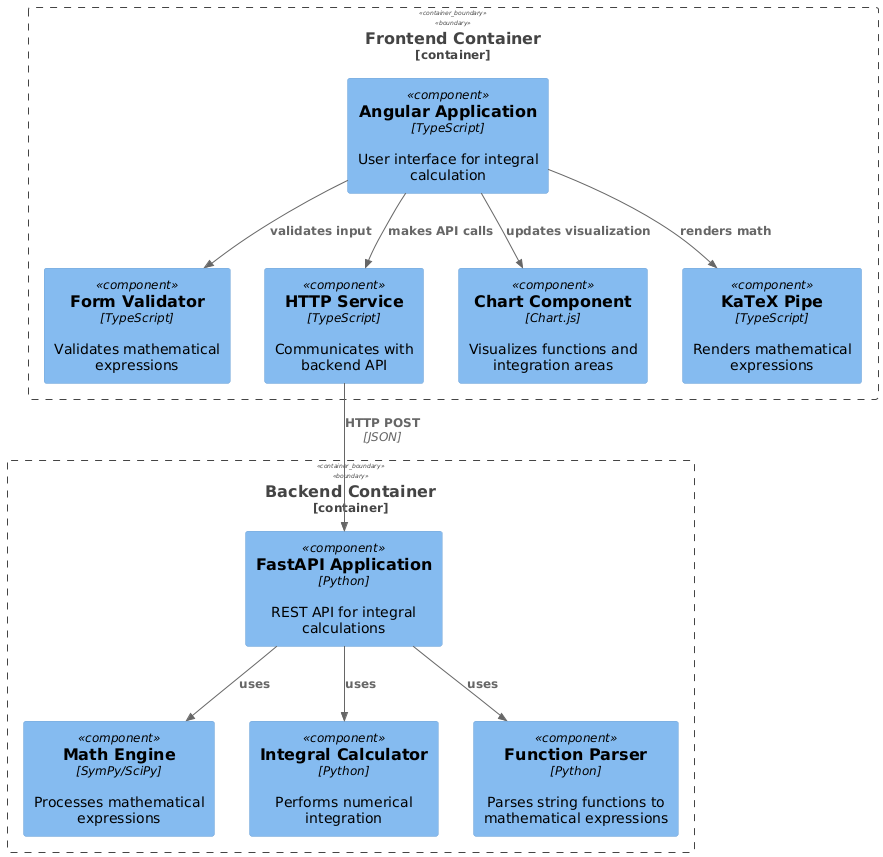 «container_boundary»
«boundary»
Frontend Container
[container]
«component»
Angular Application
[TypeScript]
User interface for integral
calculation
validates input
makes API calls
updates visualization
renders math
«component»
Form Validator
[TypeScript]
Validates mathematical
expressions
«component»
HTTP Service
[TypeScript]
Communicates with
backend API
«component»
Chart Component
[Chart.js]
Visualizes functions and
integration areas
«component»
KaTeX Pipe
[TypeScript]
Renders mathematical
expressions
HTTP POST
[JSON]
«container_boundary»
«boundary»
Backend Container
[container]
«component»
FastAPI Application
[Python]
REST API for integral
calculations
uses
uses
uses
«component»
Math Engine
[SymPy/SciPy]
Processes mathematical
expressions
«component»
Integral Calculator
[Python]
Performs numerical
integration
«component»
Function Parser
[Python]
Parses string functions to
mathematical expressions